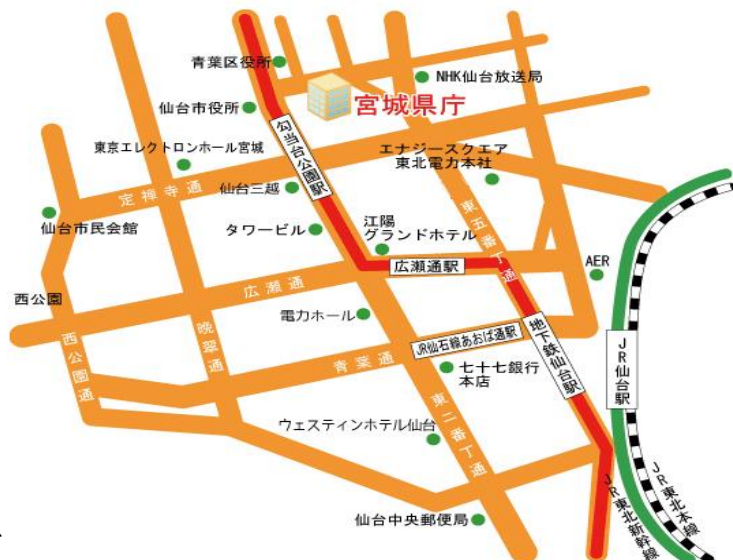 青葉区役所
NHK仙台放送局
宮城県庁
仙台市役所
勾当台公園駅
東京エレクトロンホール宮城
エナジースクエア
東北電力本社
定禅寺通
仙台三越
東五番丁通
仙台市民会館
タワービル
江陽
グランドホテル
広瀬通駅
AER
西公園
広瀬通
電力ホール
晩翠通
JR仙石線あおば通駅
地下鉄仙台駅
JR仙台駅
西公園通
青葉通
七十七銀行
本店
東二番丁通
ウェスティンホテル仙台
仙台中央郵便局
JR東北新幹線
JR東北本線